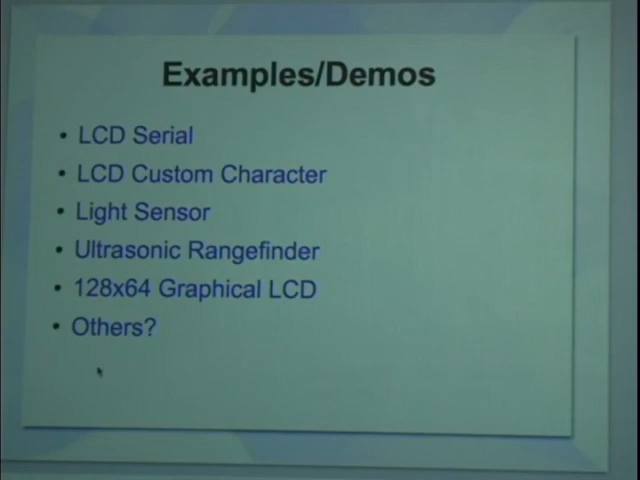 Examples/Demos
• LCD Serial
• LCD Custom Character
• Light Sensor
• Ultrasonic Rangefinder
• 128x64 Graphical LCD
• Others?